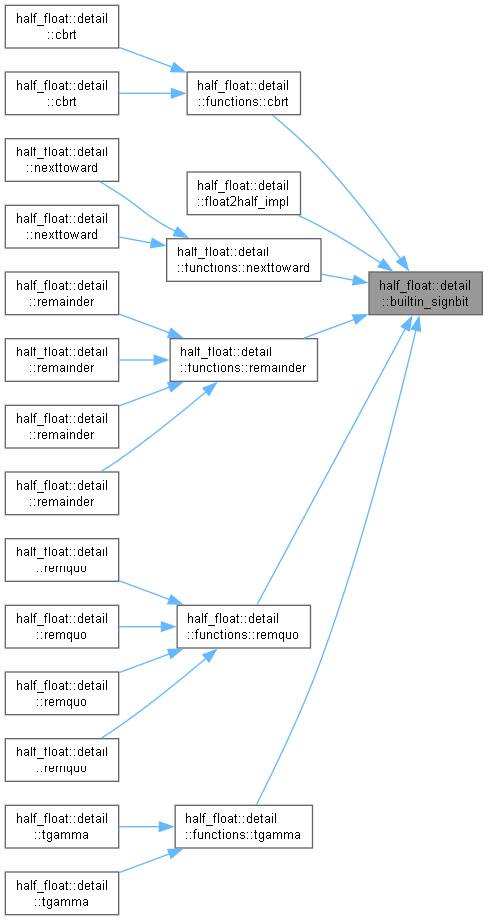 half_float::detail
::cbrt
half_float::detail
::cbrt
half_float::detail
::functions::cbrt
half_float::detail
::nexttoward
half_float::detail
::float2half_impl
half_float::detail
::nexttoward
half_float::detail
::functions::nexttoward
half_float::detail
::builtin_signbit
half_float::detail
::remainder
half_float::detail
::remainder
half_float::detail
::functions::remainder
half_float::detail
::remainder
half_float::detail
::remainder
half_float::detail
::remquo
half_float::detail
::remquo
half_float::detail
::functions::remquo
half_float::detail
::remquo
half_float::detail
::remquo
half_float::detail
::tgamma
half_float::detail
::functions::tgamma
half_float::detail
::tgamma